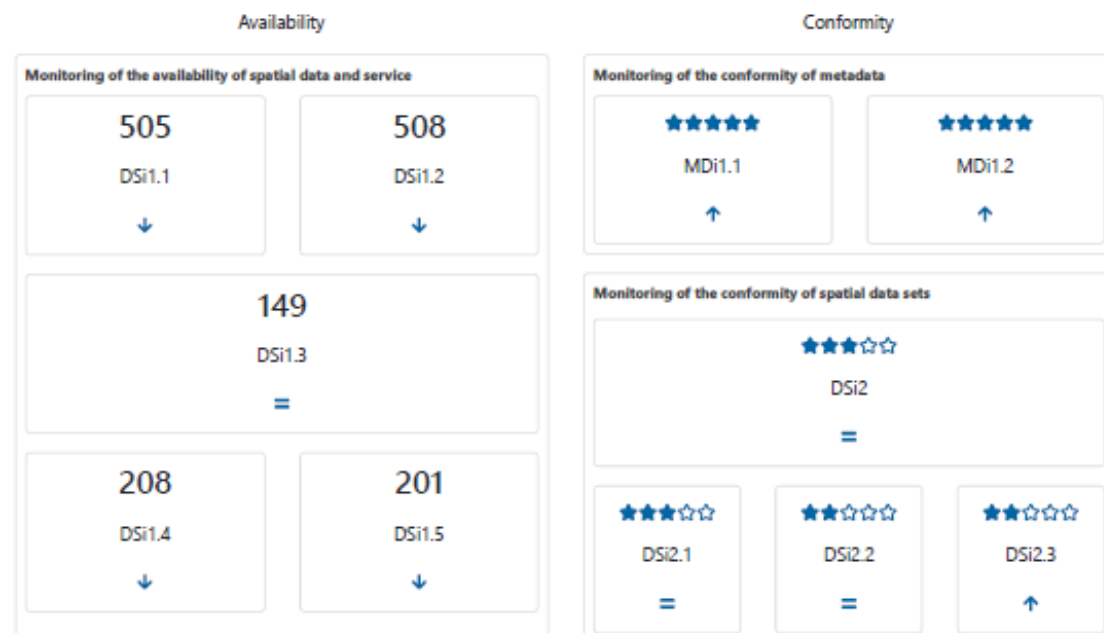 Availability
Monitoring of the availability of spatial data and service
505
DSi1.1
↓
508
DSi1.2
↓
149
DSi1.3
=
208
DSi1.4
↓
201
DSi1.5
↓
Conformity
Monitoring of the conformity of metadata
★★★★★
MDi1.1
↑
★★★★★
MDi1.2
↑
Monitoring of the conformity of spatial data sets
★★★☆☆
DSi2
=
★★★☆☆
DSi2.1
=
★★☆☆☆
DSi2.2
=
★★☆☆☆
DSi2.3
↑